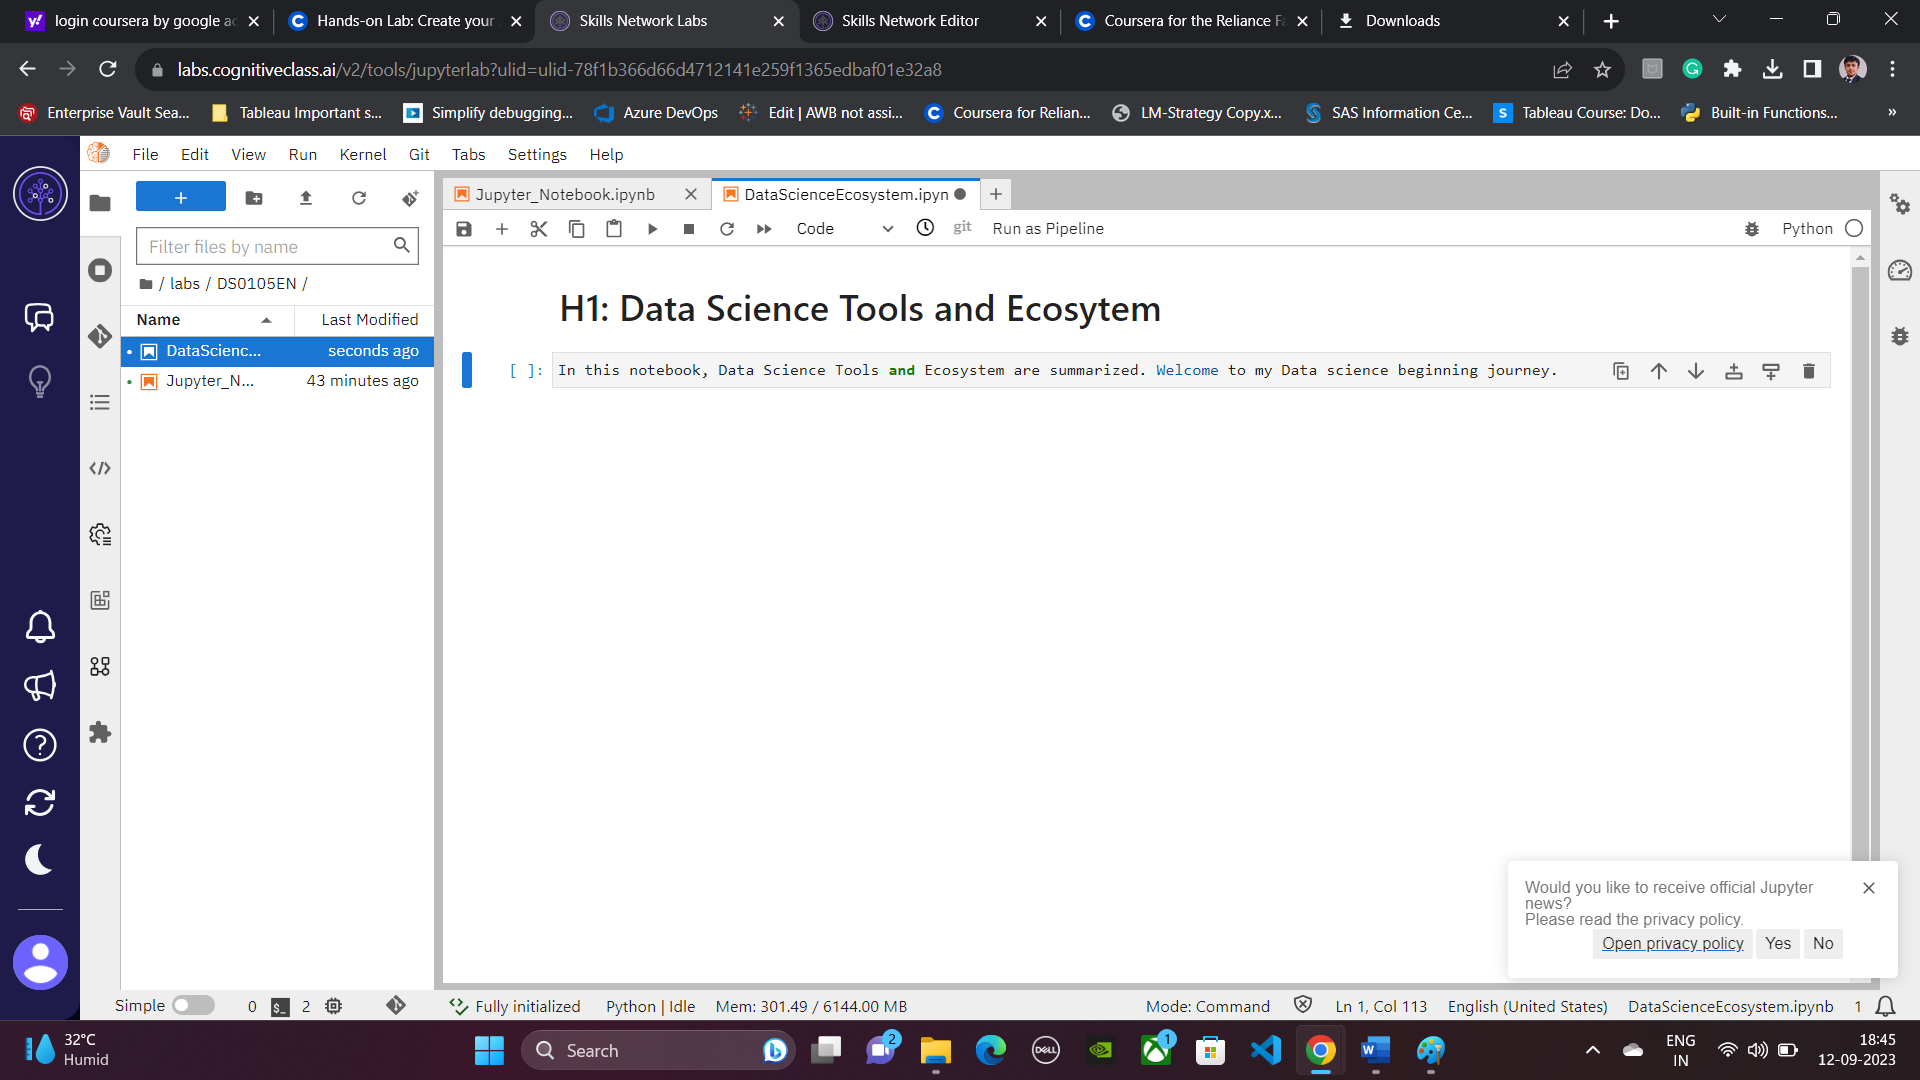 login coursera by google ac
Hands-on Lab: Create your
Skills Network Labs
Skills Network Editor
Coursera for the Reliance Fa
Downloads
labs.cognitiveclass.ai/v2/tools/jupyterlab?ulid=ulid-78f1b366d66d4712141e259f1365edbaf01e32a8
Enterprise Vault Sea...
Tableau Important s...
Simplify debugging...
Azure DevOps
Edit | AWB not assi...
Coursera for Relian...
LM-Strategy Copy.x...
SAS Information Ce...
Tableau Course: Do...
Built-in Functions...
»
File Edit View Run Kernel Git Tabs Settings Help
Jupyter_Notebook.ipynb
DataScienceEcosystem.ipyn
Code
git
Run as Pipeline
Python
Filter files by name
/ labs / DS0105EN /
Name Last Modified
DataScienc... seconds ago
Jupyter_N... 43 minutes ago
H1: Data Science Tools and Ecosytem
[ ]: In this notebook, Data Science Tools and Ecosystem are summarized. Welcome to my Data science beginning journey.
Would you like to receive official Jupyter
news?
Please read the privacy policy.
Open privacy policy Yes No
Simple 0 $_ 2 Fully initialized Python | Idle Mem: 301.49 / 6144.00 MB Mode: Command Ln 1, Col 113 English (United States) DataScienceEcosystem.ipynb 1
32°C
Humid
Search
2
DELL
1
W
ENG
IN
18:45
12-09-2023